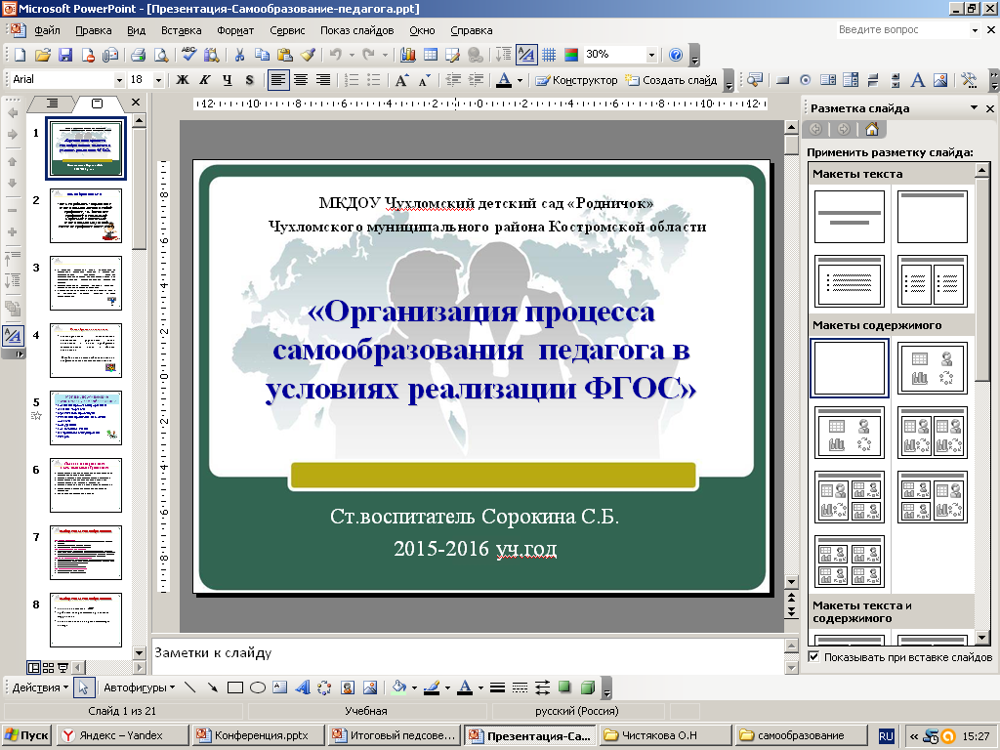 Microsoft PowerPoint - [Презентация-Самообразование-педагога.ppt]
Файл Правка Вид Вставка Формат Сервис Показ слайдов Окно Справка Введите вопрос
30%
Arial 18 Ж К Ч S Конструктор Создать слайд
Разметка слайда
Применить разметку слайда:
Макеты текста
Макеты содержимого
Макеты текста и
содержимого
Показывать при вставке слайдов
1
2
3
4
5
6
7
8
МКДОУ Чухломский детский сад «Родничок»
Чухломского муниципального района Костромской области
«Организация процесса
самообразования педагога в
условиях реализации ФГОС»
Ст.воспитатель Сорокина С.Б.
2015-2016 уч.год
Заметки к слайду
Действия Автофигуры
Слайд 1 из 21 Учебная русский (Россия)
Пуск Яндекс – Yandex Конференция.pptx Итоговый педсове... Презентация-Са... Чистякова О.Н самообразование RU 15:27